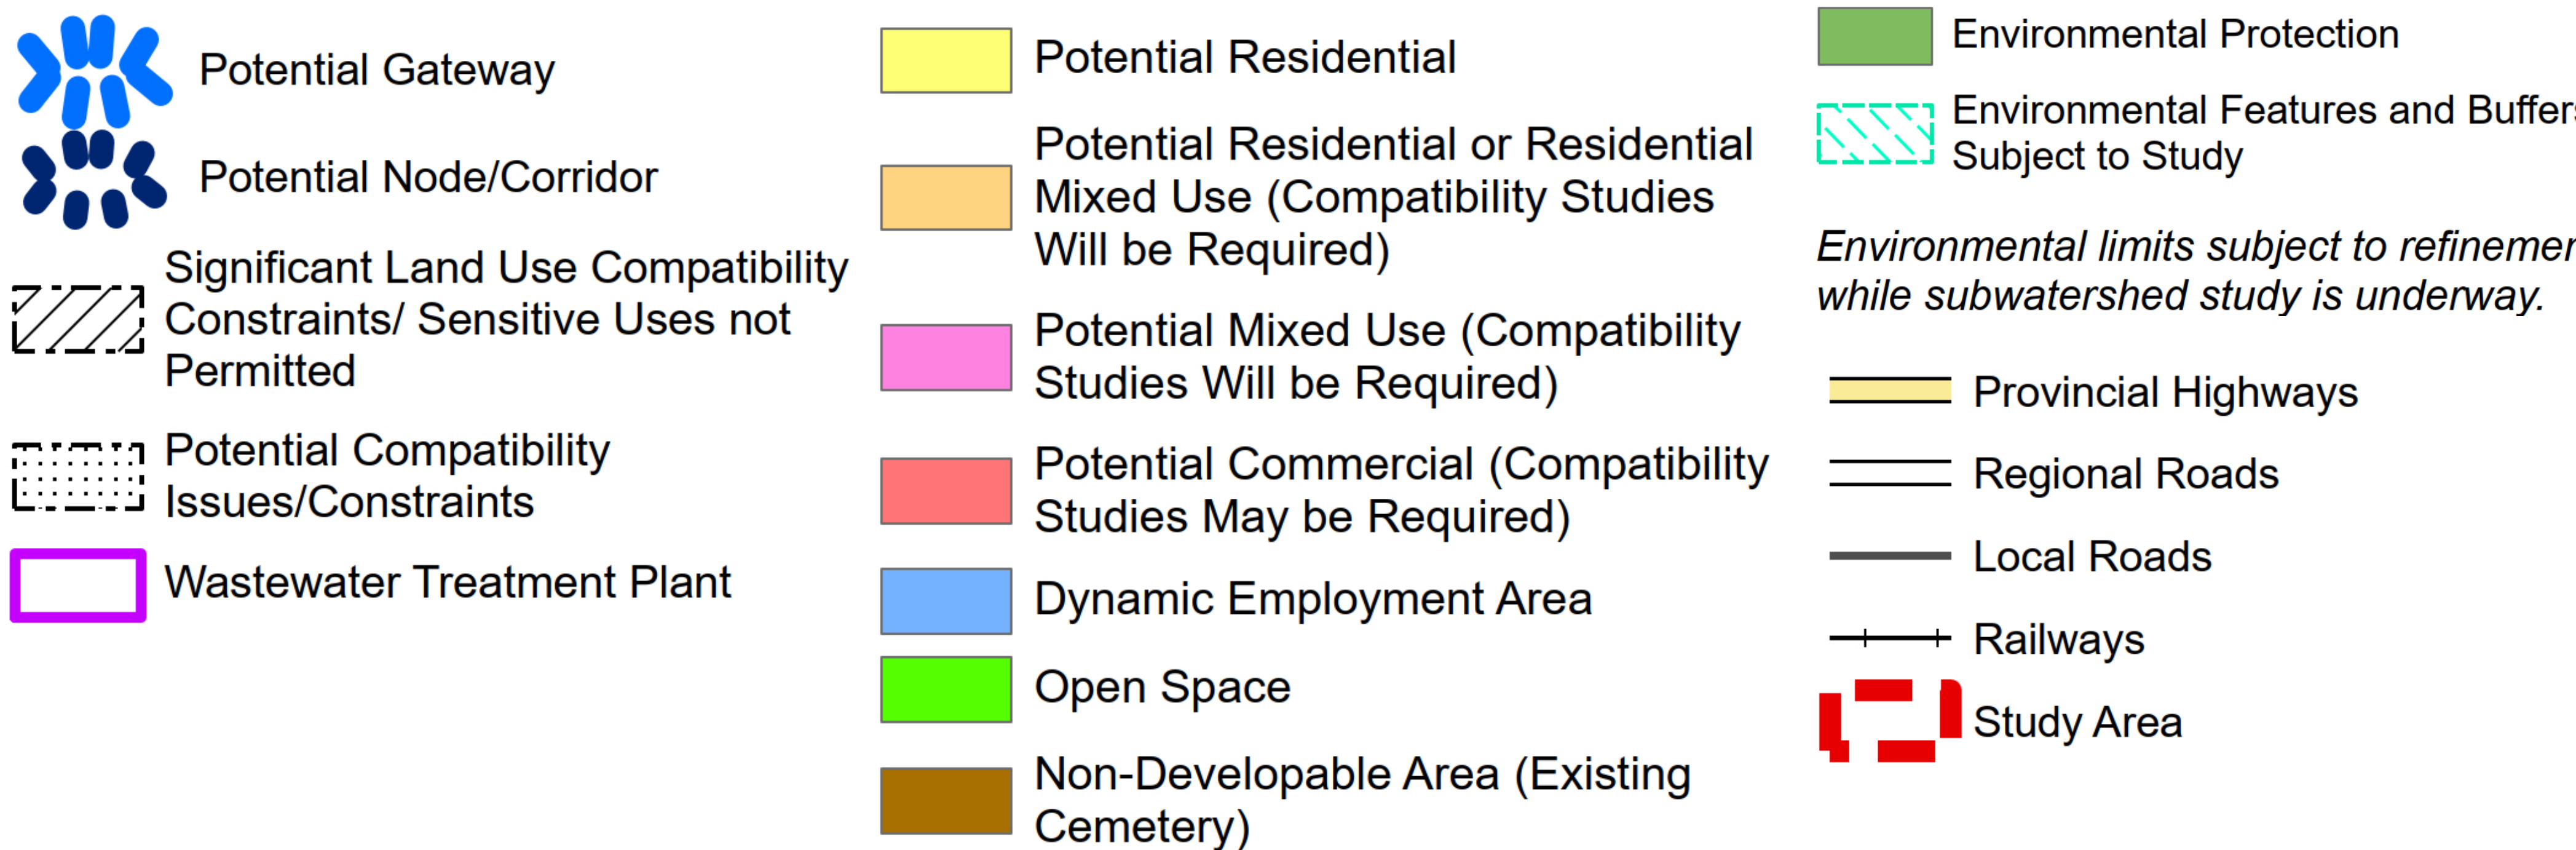 Potential Gateway
Potential Node/Corridor
Significant Land Use Compatibility
Constraints/ Sensitive Uses not
Permitted
Potential Compatibility
Issues/Constraints
Wastewater Treatment Plant
Potential Residential
Potential Residential or Residential
Mixed Use (Compatibility Studies
Will be Required)
Potential Mixed Use (Compatibility
Studies Will be Required)
Potential Commercial (Compatibility
Studies May be Required)
Dynamic Employment Area
Open Space
Non-Developable Area (Existing
Cemetery)
Environmental Protection
Environmental Features and Buffers
Subject to Study
Environmental limits subject to refinemen
while subwatershed study is underway.
Provincial Highways
Regional Roads
Local Roads
Railways
Study Area